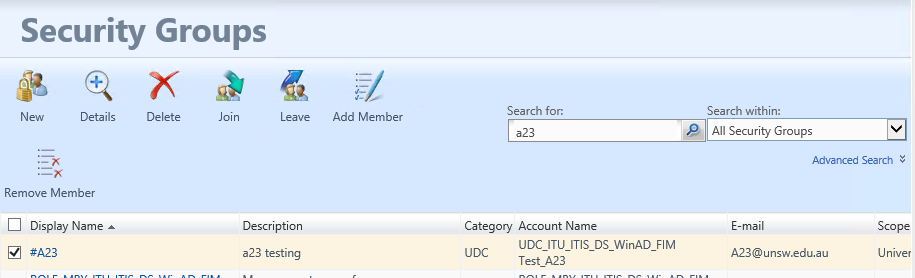 Security Groups
New Details Delete Join Leave Add Member
Search for: Search within:
a23 All Security Groups
Advanced Search
Remove Member
Display Name Description Category Account Name E-mail Scope
#A23 a23 testing UDC UDC_ITU_ITIS_DS_WinAD_FIM A23@unsw.edu.au Univer
Test_A23